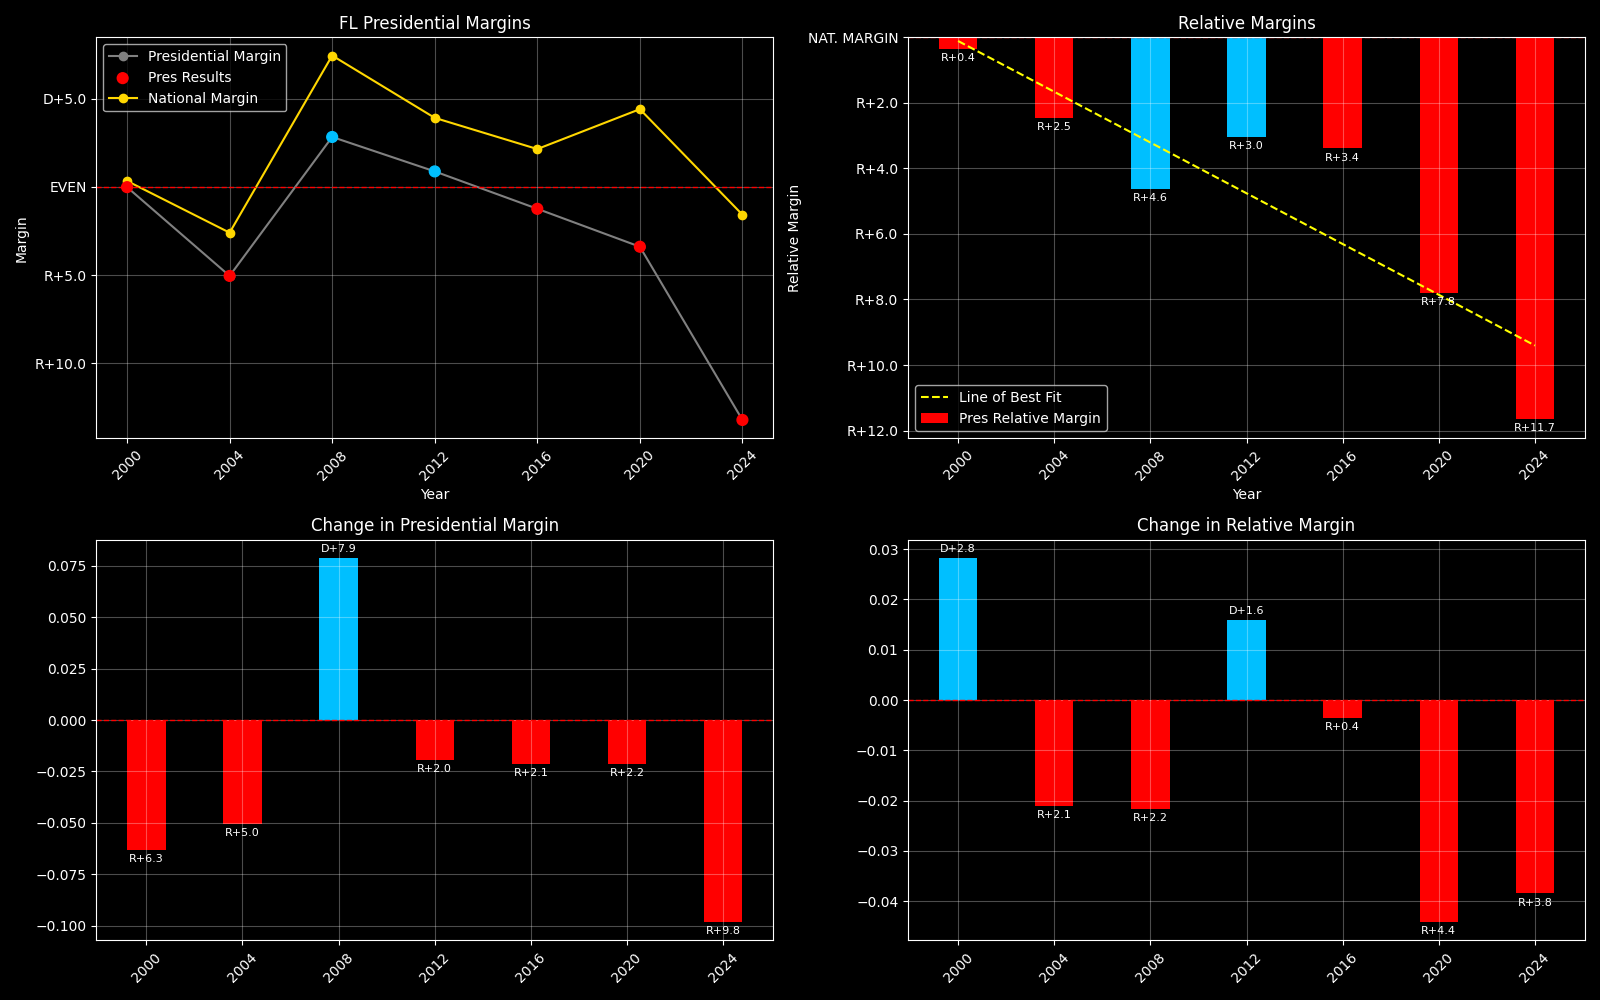 FL Presidential Margins
Presidential Margin
Pres Results
National Margin
D+5.0
EVEN
R+5.0
R+10.0
Margin
2000
2004
2008
2012
2016
2020
2024
Year
Relative Margins
NAT. MARGIN
R+2.0
R+4.0
R+6.0
R+8.0
R+10.0
R+12.0
Relative Margin
R+0.4
R+2.5
R+4.6
R+3.0
R+3.4
R+7.8
R+11.7
Line of Best Fit
Pres Relative Margin
2000
2004
2008
2012
2016
2020
2024
Year
Change in Presidential Margin
0.075
0.050
0.025
0.000
−0.025
−0.050
−0.075
−0.100
R+6.3
R+5.0
D+7.9
R+2.0
R+2.1
R+2.2
R+9.8
2000
2004
2008
2012
2016
2020
2024
Change in Relative Margin
0.03
0.02
0.01
0.00
−0.01
−0.02
−0.03
−0.04
D+2.8
R+2.1
R+2.2
D+1.6
R+0.4
R+4.4
R+3.8
2000
2004
2008
2012
2016
2020
2024